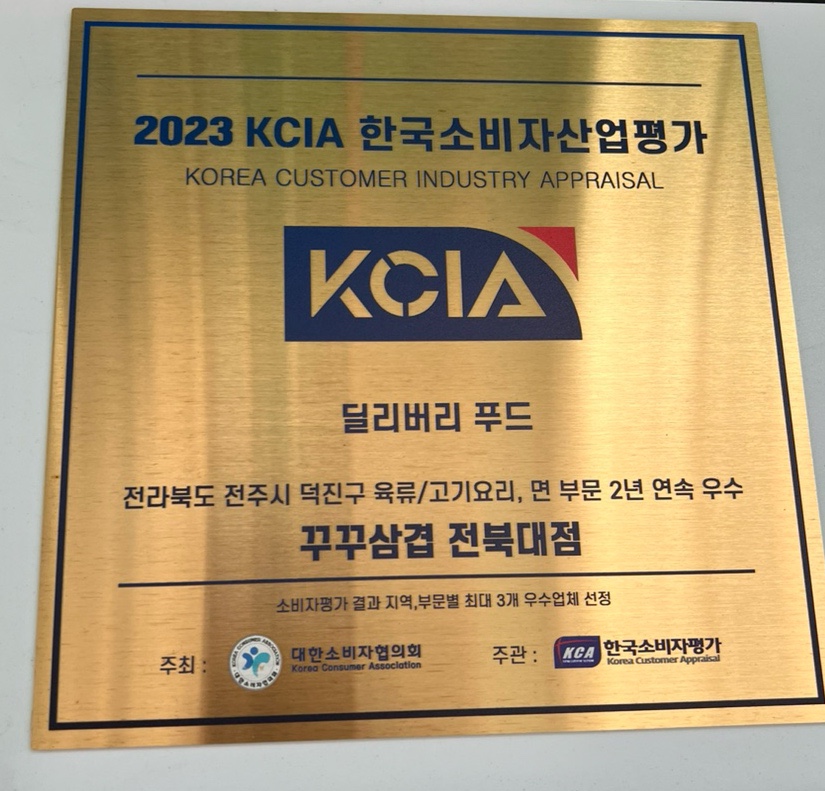 2023 KCIA 한국소비자산업평가
KOREA CUSTOMER INDUSTRY APPRAISAL
KCIA
딜리버리 푸드
전라북도 전주시 덕진구 육류/고기요리, 면 부문 2년 연속 우수
꾸꾸삼겹 전북대점
소비자평가 결과 지역,부문별 최대 3개 우수업체 선정
주최 : 대한소비자협의회
Korea Consumer Association
주관 : KCA 한국소비자평가
Korea Customer Appraisal